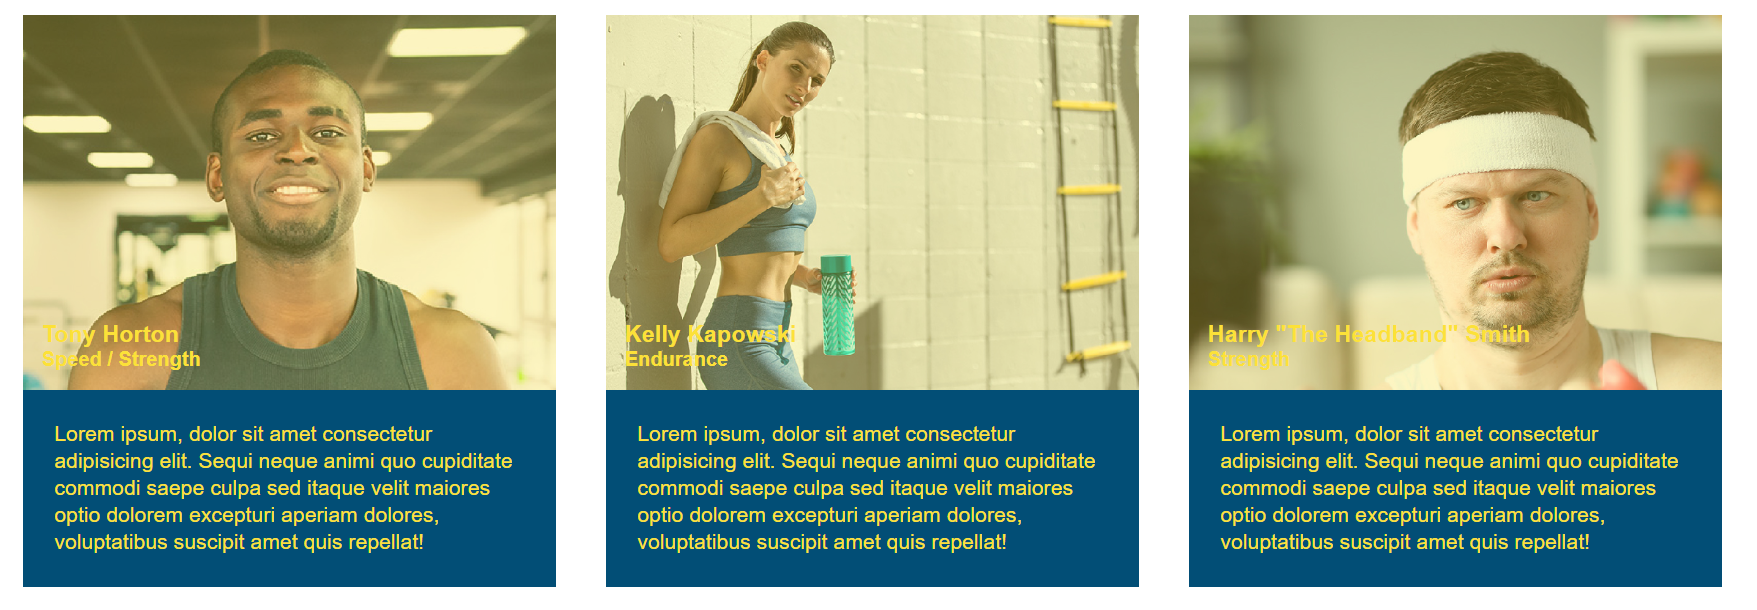 Tony Horton
Speed / Strength
Lorem ipsum, dolor sit amet consectetur
adipisicing elit. Sequi neque animi quo cupiditate
commodi saepe culpa sed itaque velit maiores
optio dolorem excepturi aperiam dolores,
voluptatibus suscipit amet quis repellat!
Kelly Kapowski
Endurance
Lorem ipsum, dolor sit amet consectetur
adipisicing elit. Sequi neque animi quo cupiditate
commodi saepe culpa sed itaque velit maiores
optio dolorem excepturi aperiam dolores,
voluptatibus suscipit amet quis repellat!
Harry "The Headband" Smith
Strength
Lorem ipsum, dolor sit amet consectetur
adipisicing elit. Sequi neque animi quo cupiditate
commodi saepe culpa sed itaque velit maiores
optio dolorem excepturi aperiam dolores,
voluptatibus suscipit amet quis repellat!